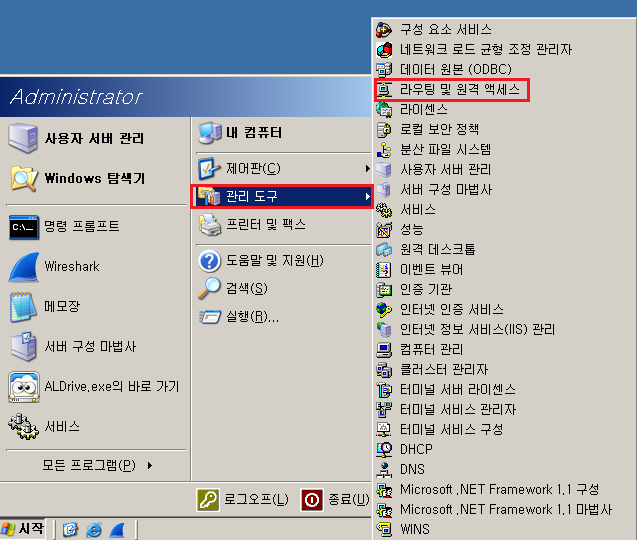 Administrator
사용자 서버 관리
Windows 탐색기
명령 프롬프트
Wireshark
메모장
서버 구성 마법사
ALDrive.exe의 바로 가기
서비스
모든 프로그램(P)
내 컴퓨터
제어판(C)
관리 도구
프린터 및 팩스
도움말 및 지원(H)
검색(S)
실행(R)...
로그오프(L)
종료(U)
시작
구성 요소 서비스
네트워크 로드 균형 조정 관리자
데이터 원본 (ODBC)
라우팅 및 원격 액세스
라이센스
로컬 보안 정책
분산 파일 시스템
사용자 서버 관리
서버 구성 마법사
서비스
성능
원격 데스크톱
이벤트 뷰어
인증 기관
인터넷 인증 서비스
인터넷 정보 서비스(IIS) 관리
컴퓨터 관리
클러스터 관리자
터미널 서버 라이센스
터미널 서비스 관리자
터미널 서비스 구성
DHCP
DNS
Microsoft .NET Framework 1.1 구성
Microsoft .NET Framework 1.1 마법사
WINS